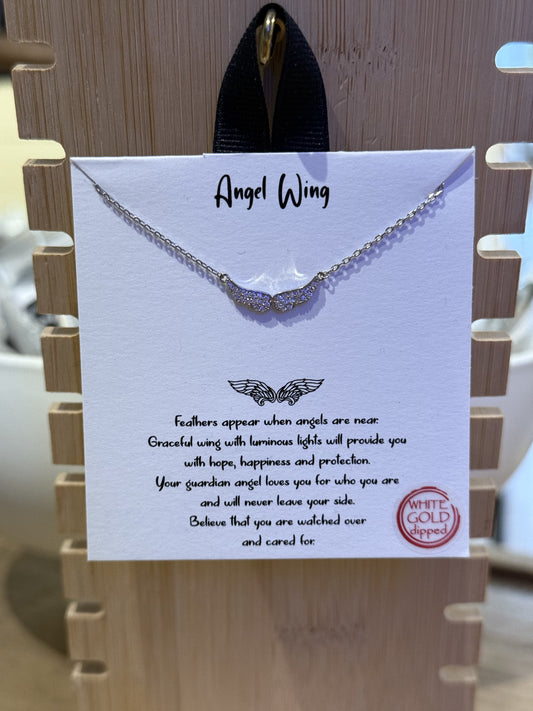 Angel Wing
Feathers appear when angels are near.
Graceful wing with luminous lights will provide you
with hope, happiness and protection.
Your guardian angel loves you for who you are
and will never leave your side.
Believe that you are watched over
and cared for.
WHITE
GOLD
dipped